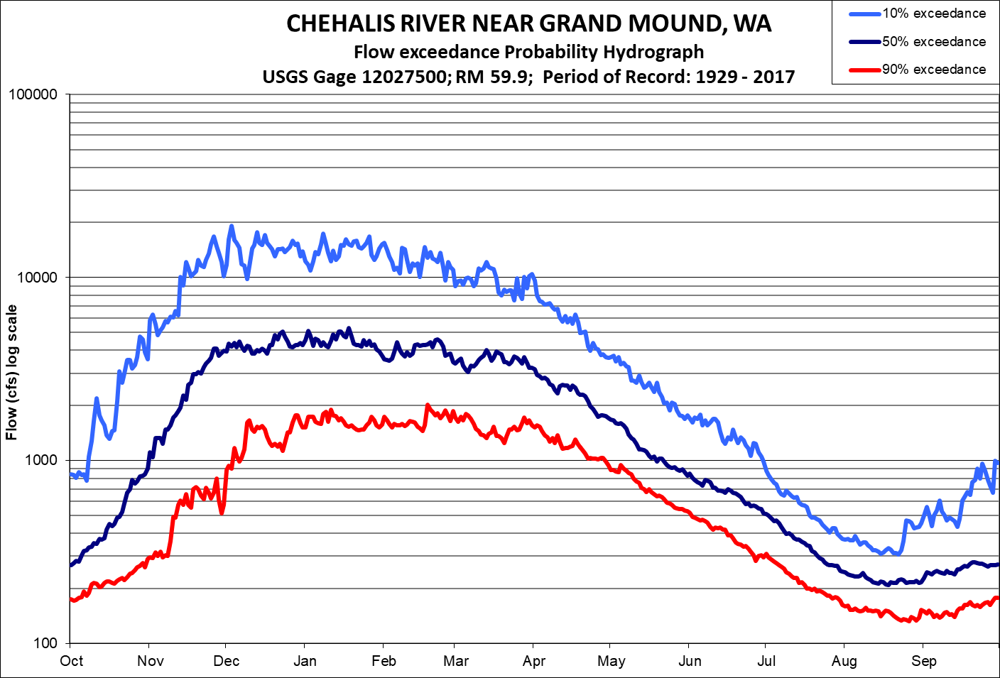 CHEHALIS RIVER NEAR GRAND MOUND, WA
Flow exceedance Probability Hydrograph
USGS Gage 12027500; RM 59.9;  Period of Record: 1929 - 2017
10% exceedance
50% exceedance
90% exceedance
Flow (cfs) log scale
100000
10000
1000
100
Oct Nov Dec Jan Feb Mar Apr May Jun Jul Aug Sep